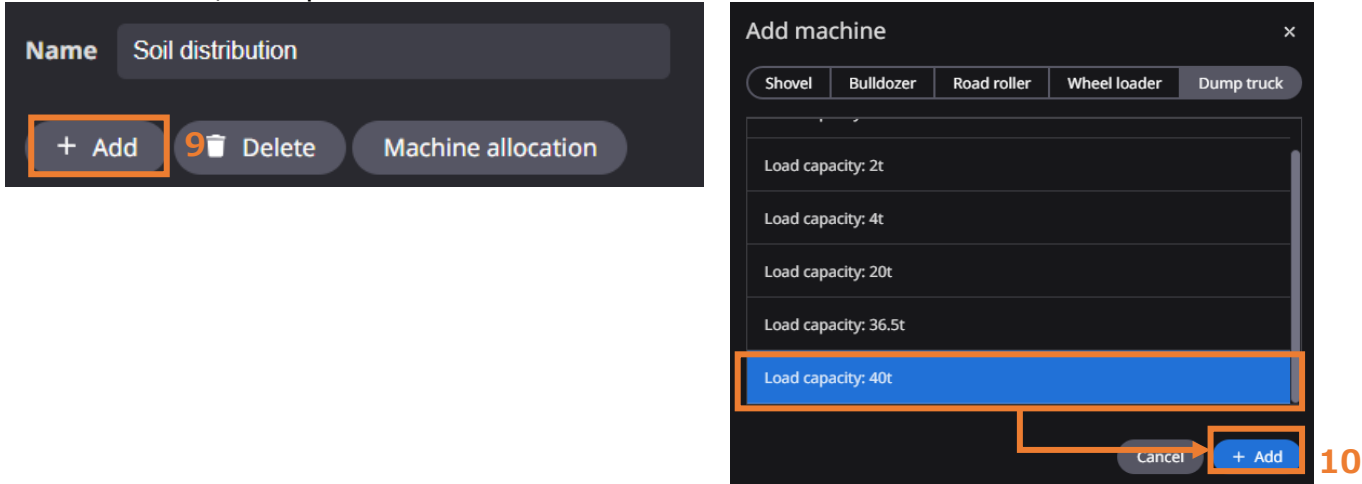 Name Soil distribution
+ Add 9 Delete Machine allocation
Add machine ×
Shovel Bulldozer Road roller Wheel loader Dump truck
Load capacity: 2t
Load capacity: 4t
Load capacity: 20t
Load capacity: 36.5t
Load capacity: 40t
Cancel + Add 10